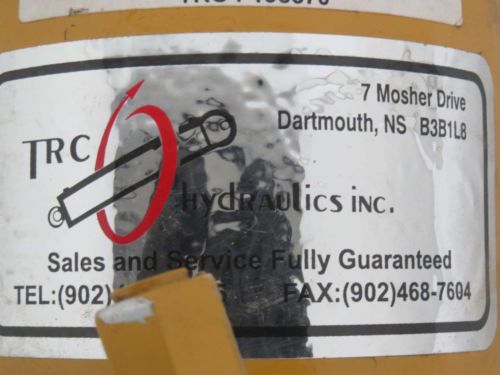 7 Mosher Drive
Dartmouth, NS B3B1L8
TRC
Hydraulics inc.
Sales and Service Fully Guaranteed
TEL:(902)
FAX:(902)468-7604